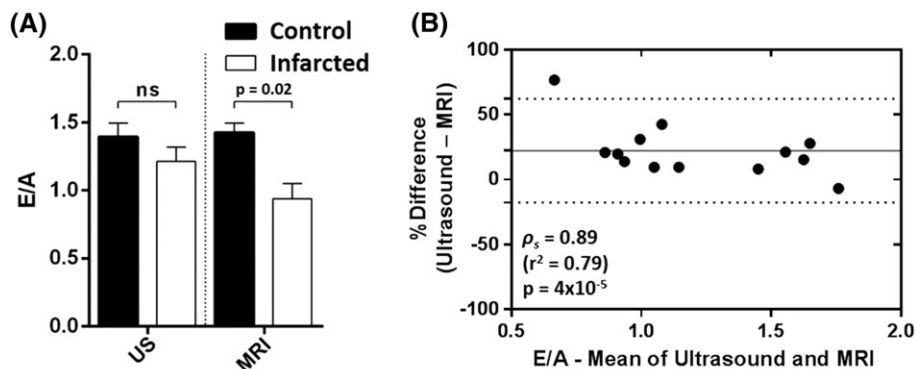 (A)
Control
Infarcted
2.0
1.5
1.0
0.5
0.0
E/A
ns
p = 0.02
US
MRI
(B)
100
50
0
-50
-100
% Difference
(Ultrasound – MRI)
ρs = 0.89
(r² = 0.79)
p = 4x10⁻⁵
0.5 1.0 1.5 2.0
E/A - Mean of Ultrasound and MRI